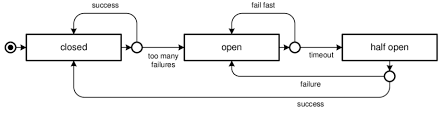 success
fail fast
closed
open
half open
too many
failures
timeout
failure
success